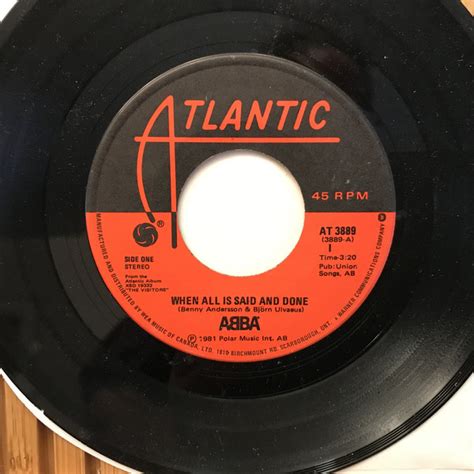 ATLANTIC
45 RPM
SIDE ONE
STEREO
From the
Atlantic Album
XSD 19332
"THE VISITORS"
AT 3889
(3889-A)
I
Time-3:20
Pub: Union
Songs, AB
WHEN ALL IS SAID AND DONE
(Benny Andersson & Björn Ulvaeus)
ABBA
℗ 1981 Polar Music Int. AB
MANUFACTURED AND DISTRIBUTED BY WEA MUSIC OF CANADA, LTD. 1810 BIRCHMOUNT RD. SCARBOROUGH, ONT. A WARNER COMMUNICATIONS COMPANY